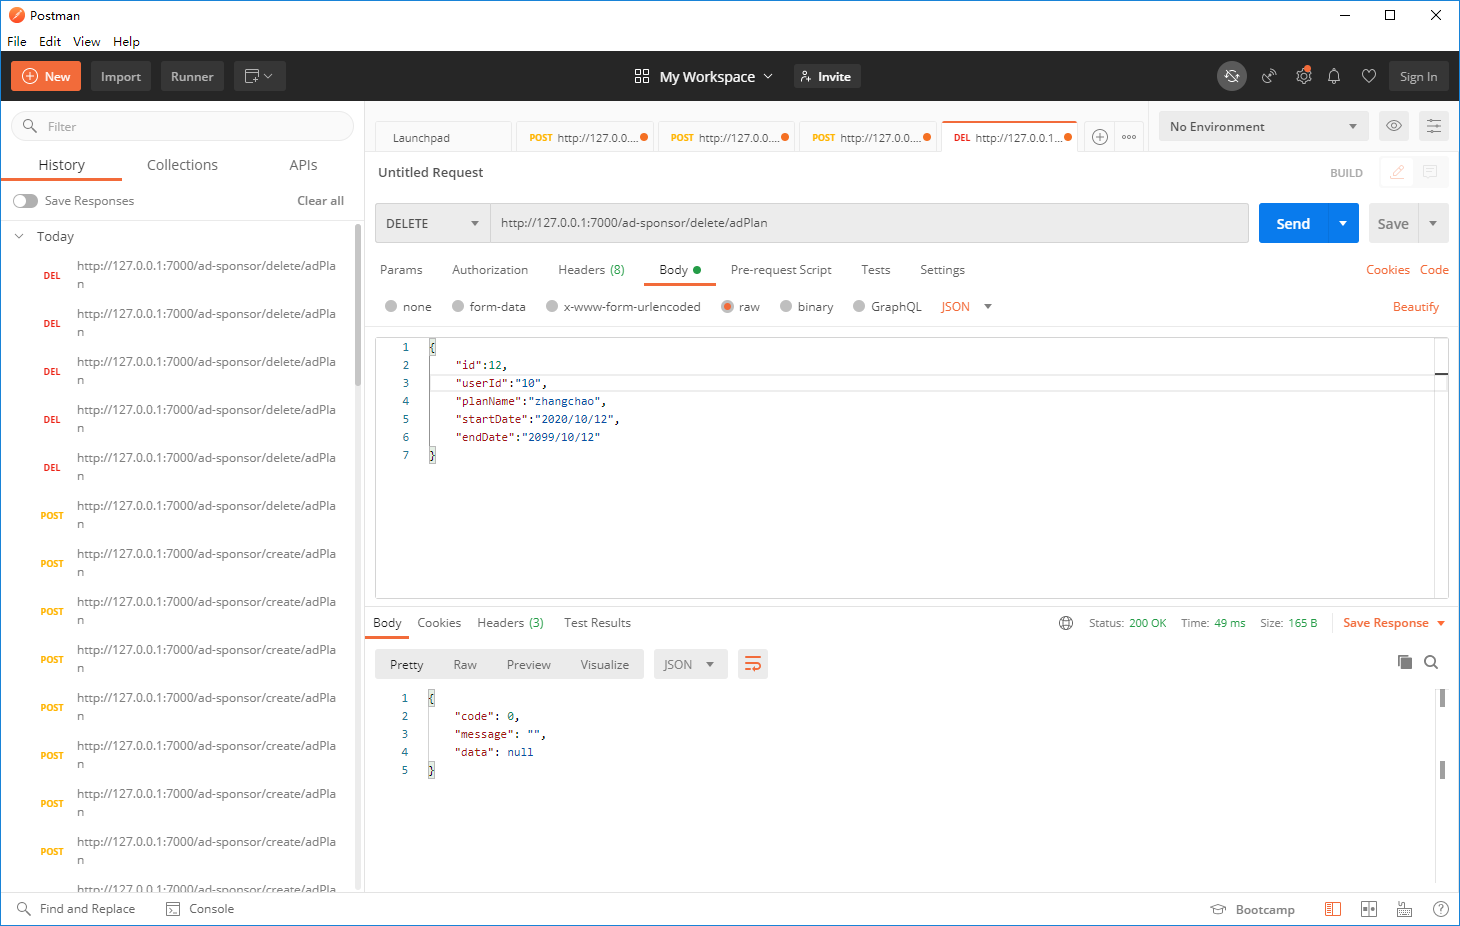 Postman
File Edit View Help
New Import Runner My Workspace Invite Sign In
Filter
History Collections APIs
Save Responses Clear all
Today
DEL http://127.0.0.1:7000/ad-sponsor/delete/adPla
n
DEL http://127.0.0.1:7000/ad-sponsor/delete/adPla
n
DEL http://127.0.0.1:7000/ad-sponsor/delete/adPla
n
DEL http://127.0.0.1:7000/ad-sponsor/delete/adPla
n
DEL http://127.0.0.1:7000/ad-sponsor/delete/adPla
n
POST http://127.0.0.1:7000/ad-sponsor/delete/adPla
n
POST http://127.0.0.1:7000/ad-sponsor/create/adPla
n
POST http://127.0.0.1:7000/ad-sponsor/create/adPla
n
POST http://127.0.0.1:7000/ad-sponsor/create/adPla
n
POST http://127.0.0.1:7000/ad-sponsor/create/adPla
n
POST http://127.0.0.1:7000/ad-sponsor/create/adPla
n
POST http://127.0.0.1:7000/ad-sponsor/create/adPla
n
POST http://127.0.0.1:7000/ad-sponsor/create/adPla
n
http://127.0.0.1:7000/ad-sponsor/create/adPla
Launchpad POST http://127.0.0.... POST http://127.0.0.... POST http://127.0.0.... DEL http://127.0.0.1... No Environment
Untitled Request BUILD
DELETE http://127.0.0.1:7000/ad-sponsor/delete/adPlan Send Save
Params Authorization Headers (8) Body Pre-request Script Tests Settings Cookies Code
none form-data x-www-form-urlencoded raw binary GraphQL JSON Beautify
1 {
2 "id":12,
3 "userId":"10",
4 "planName":"zhangchao",
5 "startDate":"2020/10/12",
6 "endDate":"2099/10/12"
7 }
Body Cookies Headers (3) Test Results Status: 200 OK Time: 49 ms Size: 165 B Save Response
Pretty Raw Preview Visualize JSON
1 {
2 "code": 0,
3 "message": "",
4 "data": null
5 }
Find and Replace Console Bootcamp